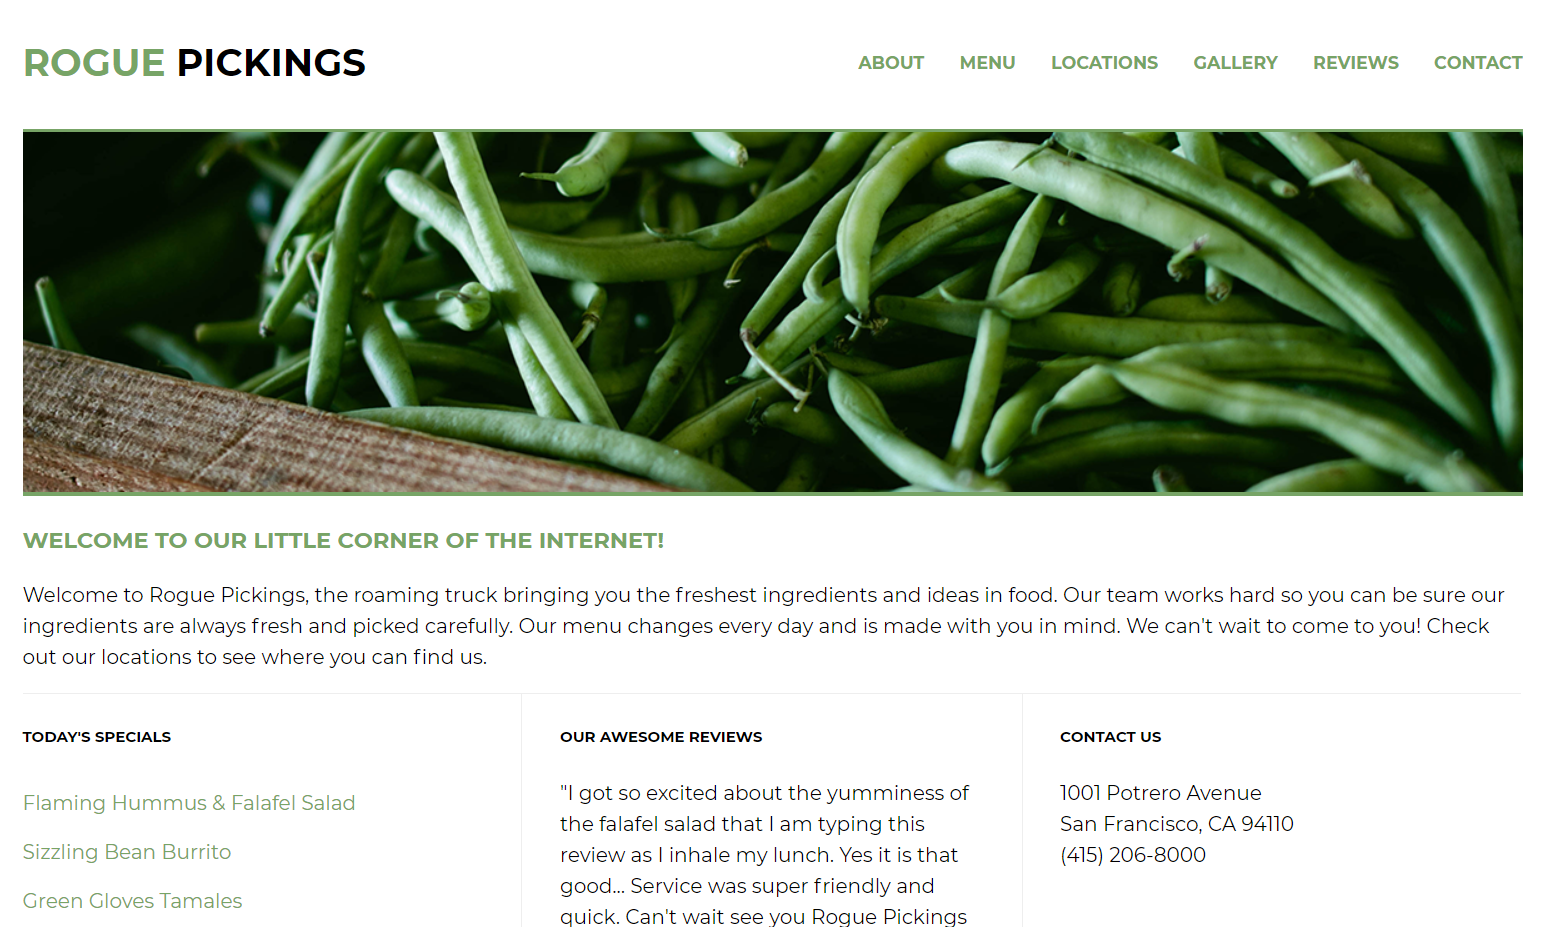 ROGUE PICKINGS
ABOUT MENU LOCATIONS GALLERY REVIEWS CONTACT
WELCOME TO OUR LITTLE CORNER OF THE INTERNET!
Welcome to Rogue Pickings, the roaming truck bringing you the freshest ingredients and ideas in food. Our team works hard so you can be sure our
ingredients are always fresh and picked carefully. Our menu changes every day and is made with you in mind. We can't wait to come to you! Check
out our locations to see where you can find us.
TODAY'S SPECIALS
Flaming Hummus & Falafel Salad
Sizzling Bean Burrito
Green Gloves Tamales
OUR AWESOME REVIEWS
"I got so excited about the yumminess of
the falafel salad that I am typing this
review as I inhale my lunch. Yes it is that
good... Service was super friendly and
quick. Can't wait see you Rogue Pickings
CONTACT US
1001 Potrero Avenue
San Francisco, CA 94110
(415) 206-8000